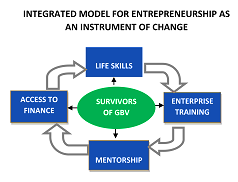 INTEGRATED MODEL FOR ENTREPRENEURSHIP AS
AN INSTRUMENT OF CHANGE
LIFE SKILLS
ACCESS TO
FINANCE
SURVIVORS
OF GBV
ENTERPRISE
TRAINING
MENTORSHIP